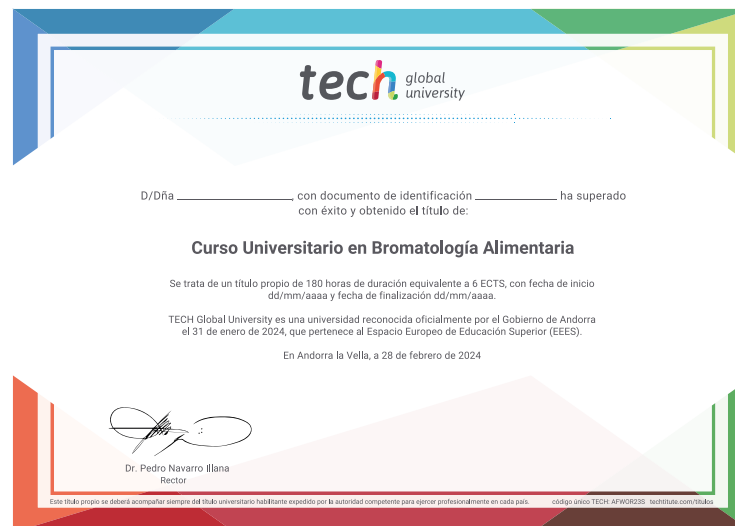 tech global university
D/Dña ____________________, con documento de identificación ______________ ha superado
con éxito y obtenido el título de:
Curso Universitario en Bromatología Alimentaria
Se trata de un título propio de 180 horas de duración equivalente a 6 ECTS, con fecha de inicio
dd/mm/aaaa y fecha de finalización dd/mm/aaaa.
TECH Global University es una universidad reconocida oficialmente por el Gobierno de Andorra
el 31 de enero de 2024, que pertenece al Espacio Europeo de Educación Superior (EEES).
En Andorra la Vella, a 28 de febrero de 2024
Dr. Pedro Navarro Illana
Rector
Este título propio se deberá acompañar siempre del título universitario habilitante expedido por la autoridad competente para ejercer profesionalmente en cada país. código único TECH: AFWOR23S techtitute.com/titulos